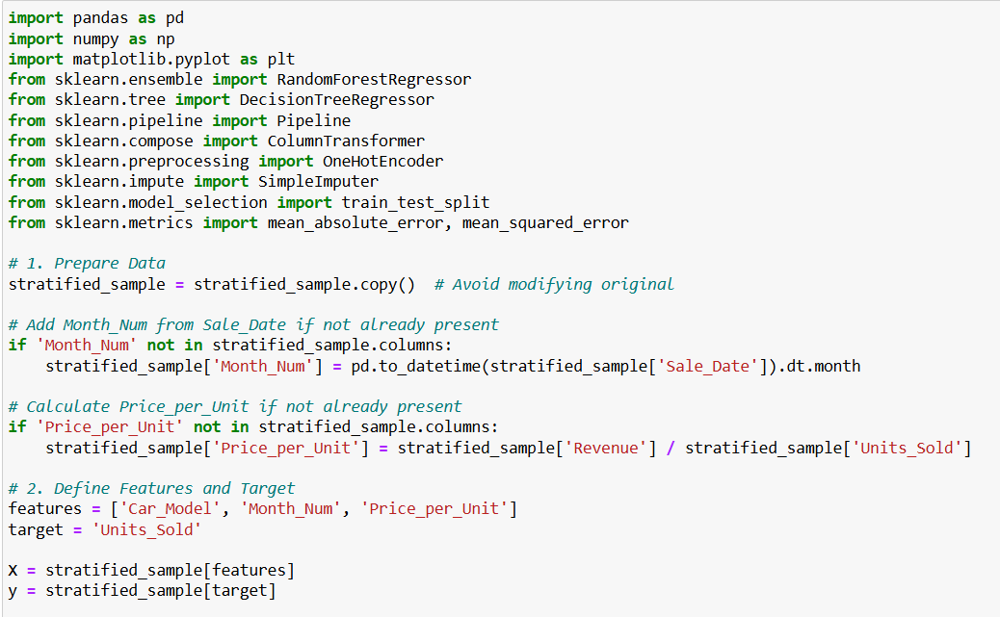 import pandas as pd
import numpy as np
import matplotlib.pyplot as plt
from sklearn.ensemble import RandomForestRegressor
from sklearn.tree import DecisionTreeRegressor
from sklearn.pipeline import Pipeline
from sklearn.compose import ColumnTransformer
from sklearn.preprocessing import OneHotEncoder
from sklearn.impute import SimpleImputer
from sklearn.model_selection import train_test_split
from sklearn.metrics import mean_absolute_error, mean_squared_error

# 1. Prepare Data
stratified_sample = stratified_sample.copy()  # Avoid modifying original

# Add Month_Num from Sale_Date if not already present
if 'Month_Num' not in stratified_sample.columns:
    stratified_sample['Month_Num'] = pd.to_datetime(stratified_sample['Sale_Date']).dt.month

# Calculate Price_per_Unit if not already present
if 'Price_per_Unit' not in stratified_sample.columns:
    stratified_sample['Price_per_Unit'] = stratified_sample['Revenue'] / stratified_sample['Units_Sold']

# 2. Define Features and Target
features = ['Car_Model', 'Month_Num', 'Price_per_Unit']
target = 'Units_Sold'

X = stratified_sample[features]
y = stratified_sample[target]